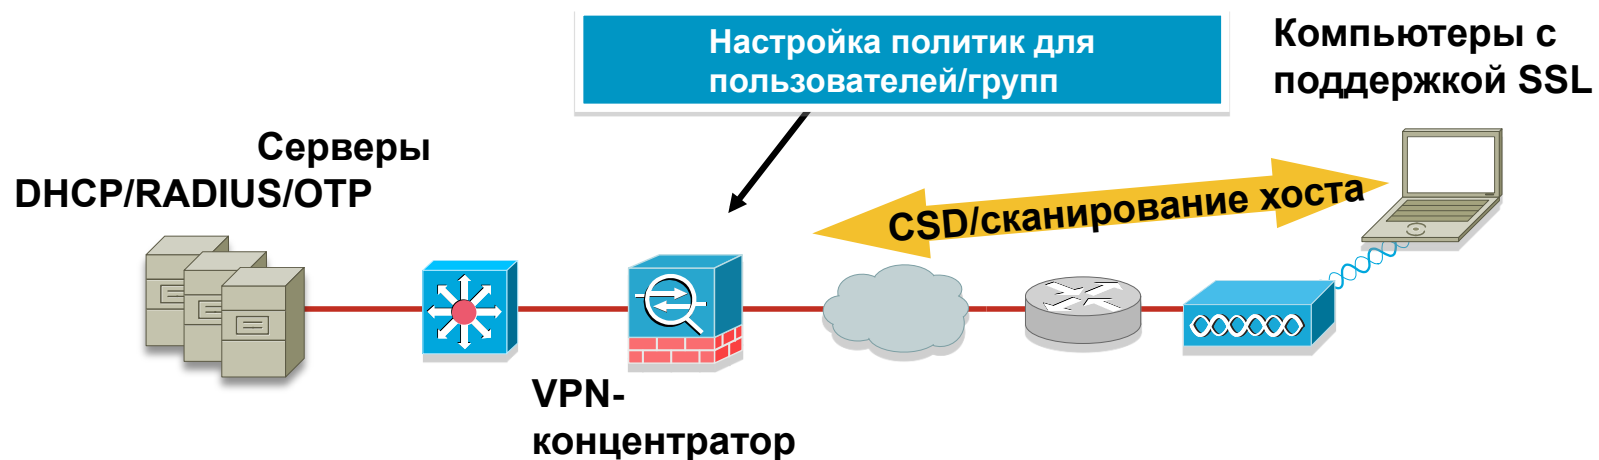 Настройка политик для
пользователей/групп
Компьютеры с
поддержкой SSL
Серверы
DHCP/RADIUS/OTP
CSD/сканирование хоста
VPN-
концентратор